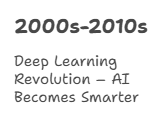 2000s-2010s
Deep Learning
Revolution – AI
Becomes Smarter